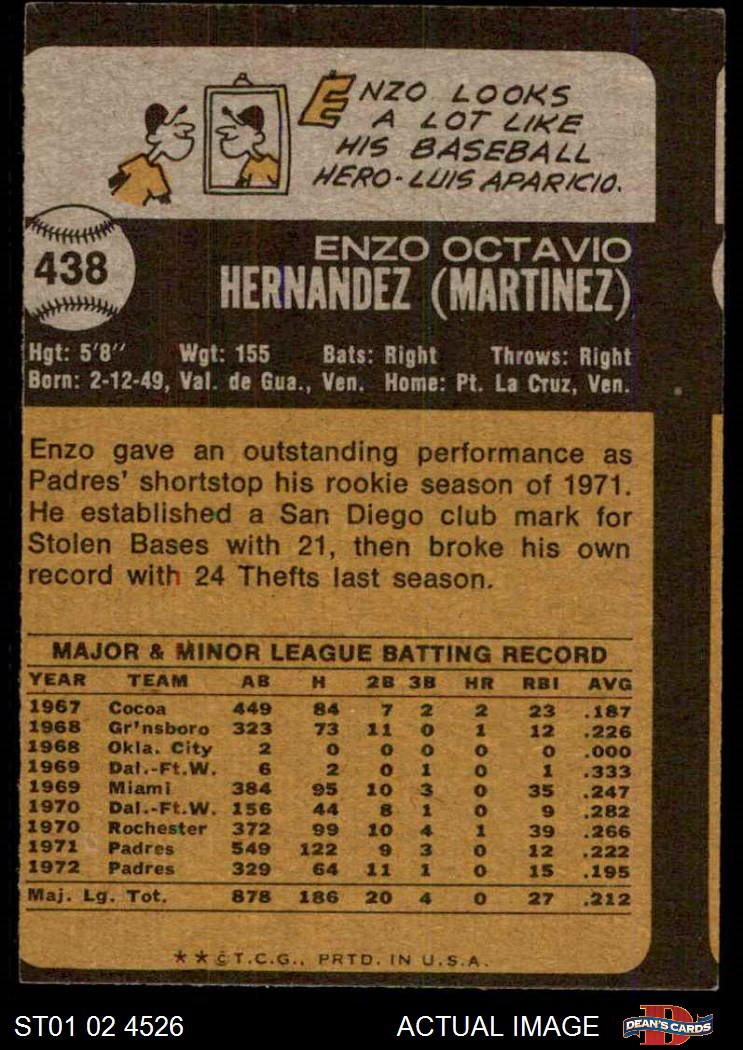 ENZO LOOKS
A LOT LIKE
HIS BASEBALL
HERO-LUIS APARICIO.
438
ENZO OCTAVIO
HERNANDEZ (MARTINEZ)
Hgt: 5'8" Wgt: 155 Bats: Right Throws: Right
Born: 2-12-49, Val. de Gua., Ven. Home: Pt. La Cruz, Ven.
Enzo gave an outstanding performance as
Padres' shortstop his rookie season of 1971.
He established a San Diego club mark for
Stolen Bases with 21, then broke his own
record with 24 Thefts last season.
MAJOR & MINOR LEAGUE BATTING RECORD
YEAR TEAM AB H 2B 3B HR RBI AVG
1967 Cocoa 449 84 7 2 2 23 .187
1968 Gr'nsboro 323 73 11 0 1 12 .226
1968 Okla. City 2 0 0 0 0 0 .000
1969 Dal.-Ft.W. 6 2 0 1 0 1 .333
1969 Miami 384 95 10 3 0 35 .247
1970 Dal.-Ft.W. 156 44 8 1 0 9 .282
1970 Rochester 372 99 10 4 1 39 .266
1971 Padres 549 122 9 3 0 12 .222
1972 Padres 329 64 11 1 0 15 .195
Maj. Lg. Tot. 878 186 20 4 0 27 .212
★★©T.C.G., PRTD. IN U.S.A.
ST01 02 4526 ACTUAL IMAGE
D
DEAN'S CARDS